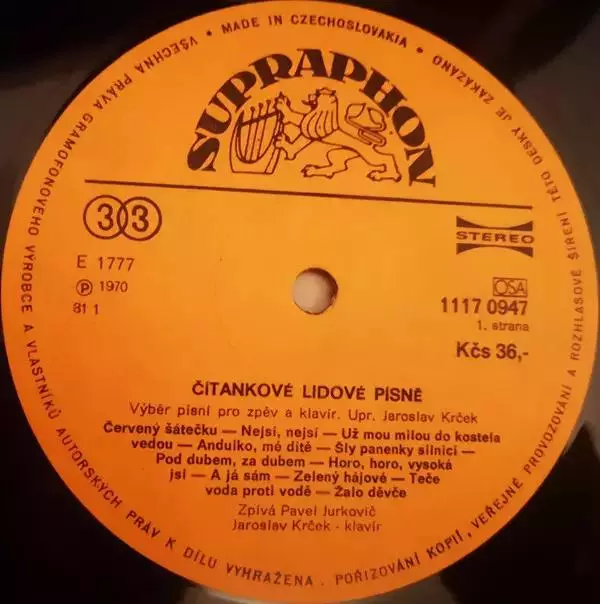 VŠECHNA PRÁVA GRAMOFONOVÉHO VÝROBCE A VLASTNÍKŮ AUTORSKÝCH PRÁV K DÍLU VYHRAŽENA. POŘIZOVÁNÍ KOPIÍ, VEŘEJNÉ PROVOZOVÁNÍ A ROZHLASOVÉ ŠÍŘENÍ TÉTO DESKY JE ZAKÁZÁNO • MADE IN CZECHOSLOVAKIA •
SUPRAPHON
33
STEREO
E 1777
OSA
Ⓟ 1970
1117 0947
81 1
1. strana
Kčs 36,-
ČÍTANKOVÉ LIDOVÉ PÍSNĚ
Výběr písní pro zpěv a klavír. Upr. Jaroslav Krček
Červený šátečku — Nejsi, nejsi — Už mou milou do kostela
vedou — Andulko, mé dítě — Šly panenky silnicí —
Pod dubem, za dubem — Horo, horo, vysoká
jsi — A já sám — Zelený hájové — Teče
voda proti vodě — Žalo děvče
Zpívá Pavel Jurkovič
Jaroslav Krček - klavír